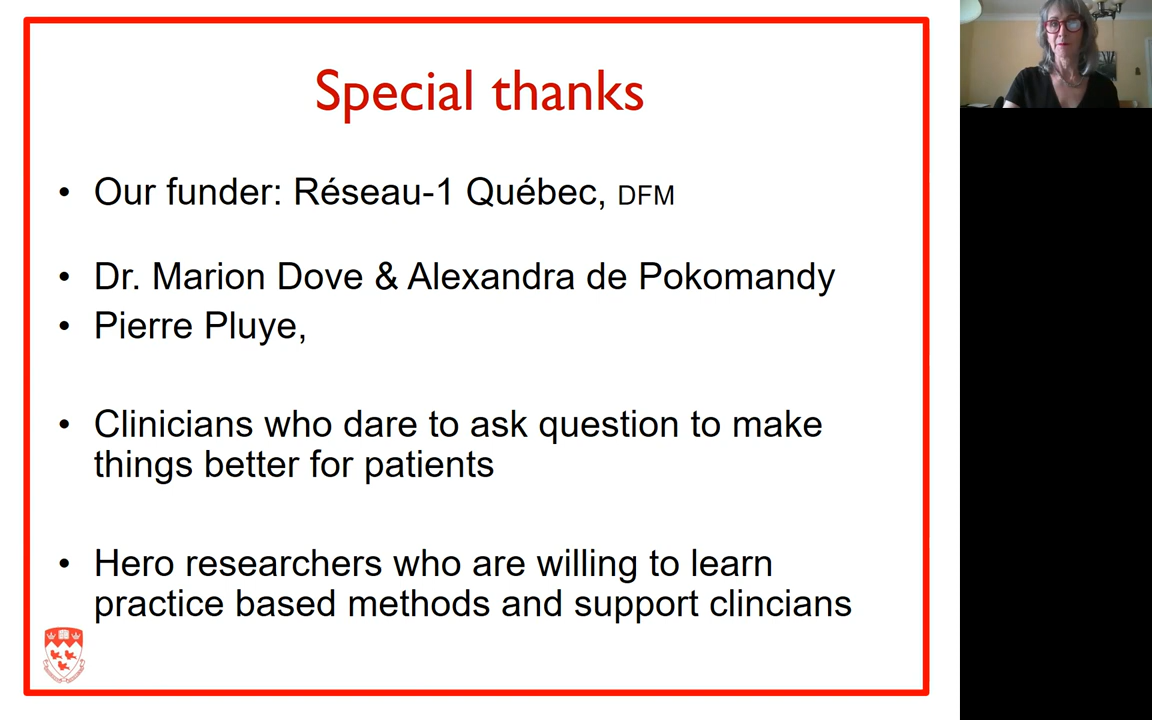 Special thanks
• Our funder: Réseau-1 Québec, DFM
• Dr. Marion Dove & Alexandra de Pokomandy
• Pierre Pluye,
• Clinicians who dare to ask question to make
things better for patients
• Hero researchers who are willing to learn
practice based methods and support clincians